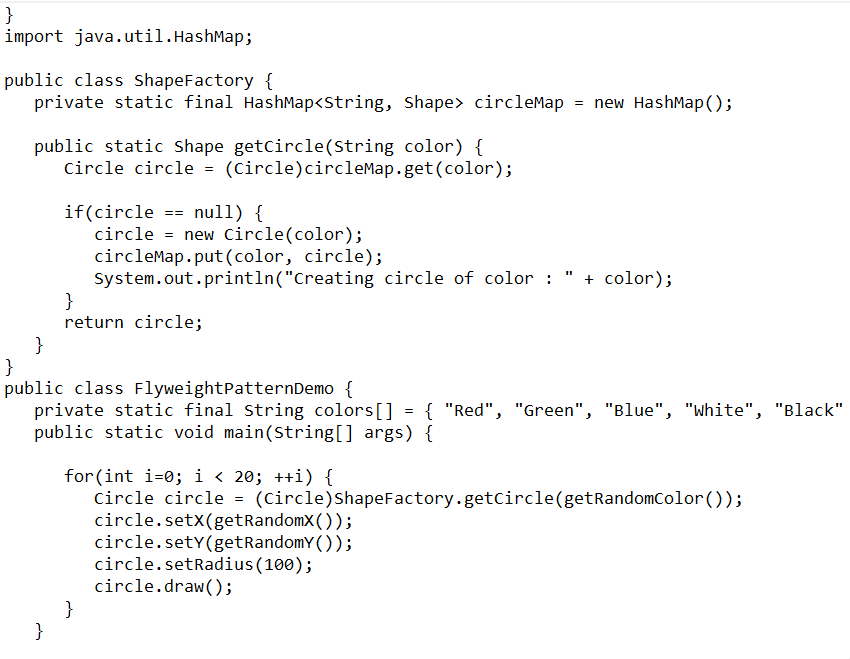 }
import java.util.HashMap;
public class ShapeFactory {
   private static final HashMap<String, Shape> circleMap = new HashMap();
   public static Shape getCircle(String color) {
      Circle circle = (Circle)circleMap.get(color);
      if(circle == null) {
         circle = new Circle(color);
         circleMap.put(color, circle);
         System.out.println("Creating circle of color : " + color);
      }
      return circle;
   }
}
public class FlyweightPatternDemo {
   private static final String colors[] = { "Red", "Green", "Blue", "White", "Black"
   public static void main(String[] args) {
      for(int i=0; i < 20; ++i) {
         Circle circle = (Circle)ShapeFactory.getCircle(getRandomColor());
         circle.setX(getRandomX());
         circle.setY(getRandomY());
         circle.setRadius(100);
         circle.draw();
      }
   }